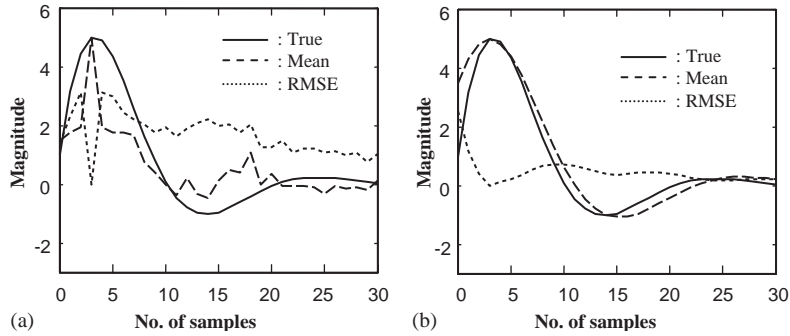 6
4
2
0
-2
Magnitude
: True
: Mean
: RMSE
0 5 10 15 20 25 30
(a) No. of samples
6
4
2
0
-2
Magnitude
: True
: Mean
: RMSE
0 5 10 15 20 25 30
(b) No. of samples